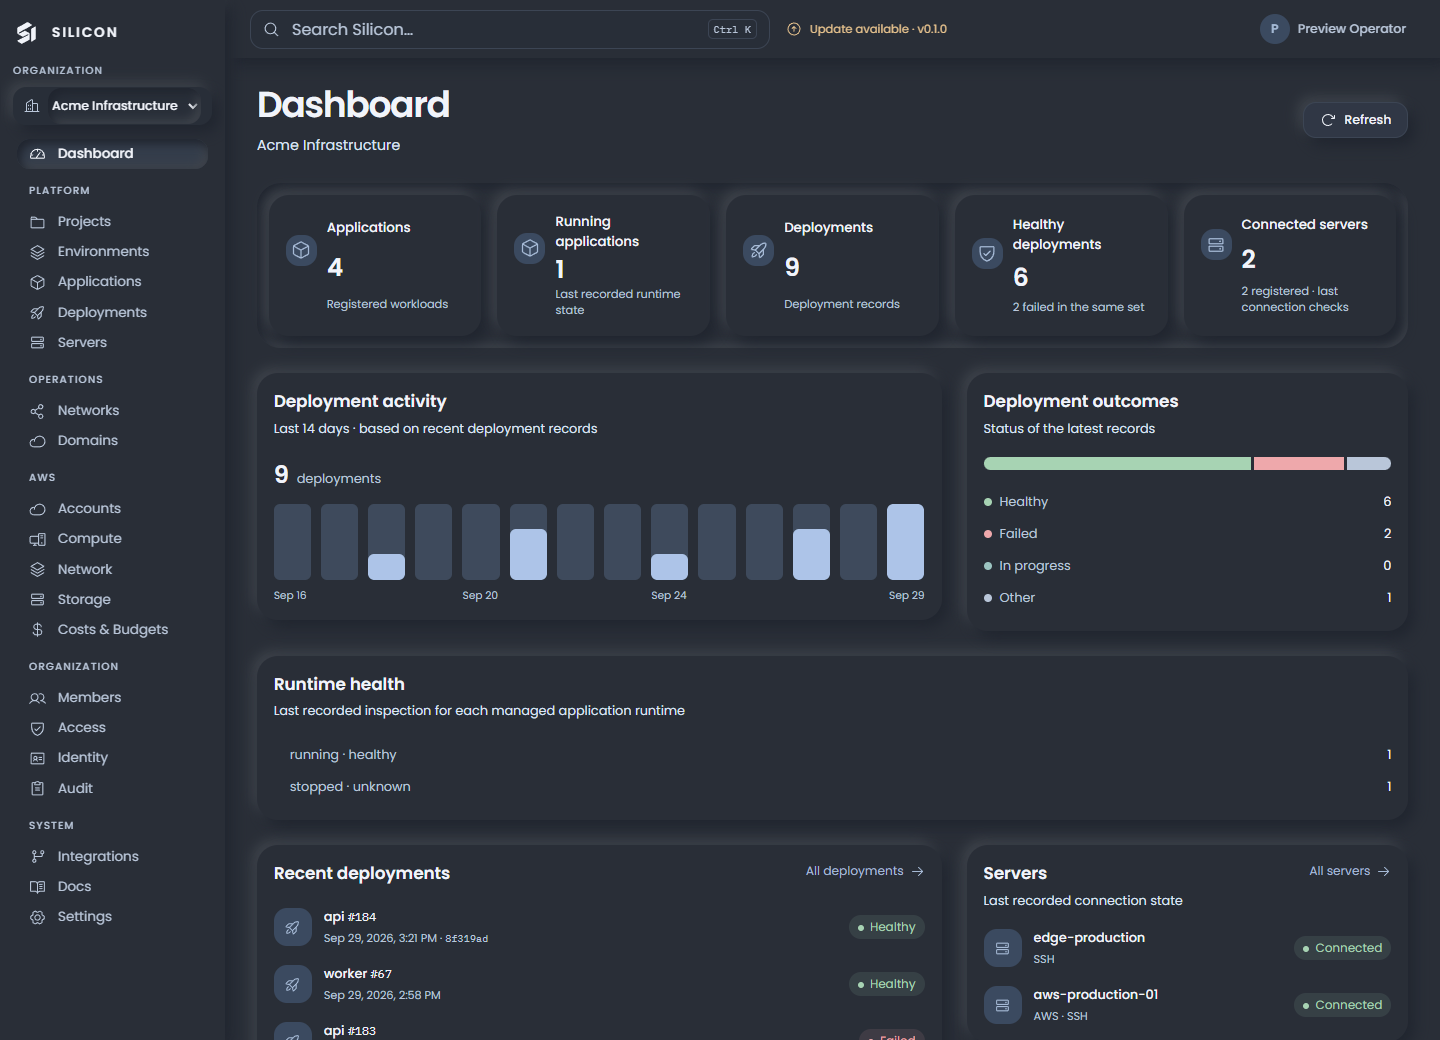 SILICON
ORGANIZATION
Acme Infrastructure
Dashboard
PLATFORM
Projects
Environments
Applications
Deployments
Servers
OPERATIONS
Networks
Domains
AWS
Accounts
Compute
Network
Storage
Costs & Budgets
ORGANIZATION
Members
Access
Identity
Audit
SYSTEM
Integrations
Docs
Settings
Search Silicon...
Ctrl K
Update available · v0.1.0
P
Preview Operator
Dashboard
Acme Infrastructure
Refresh
Applications
4
Registered workloads
Running
applications
1
Last recorded runtime
state
Deployments
9
Deployment records
Healthy
deployments
6
2 failed in the same set
Connected servers
2
2 registered · last
connection checks
Deployment activity
Last 14 days · based on recent deployment records
9 deployments
Sep 16 Sep 20 Sep 24 Sep 29
Deployment outcomes
Status of the latest records
Healthy 6
Failed 2
In progress 0
Other 1
Runtime health
Last recorded inspection for each managed application runtime
running · healthy 1
stopped · unknown 1
Recent deployments
All deployments
api #184
Sep 29, 2026, 3:21 PM · 8f319ad
Healthy
worker #67
Sep 29, 2026, 2:58 PM
Healthy
api #183
Failed
Servers
All servers
Last recorded connection state
edge-production
SSH
Connected
aws-production-01
AWS · SSH
Connected